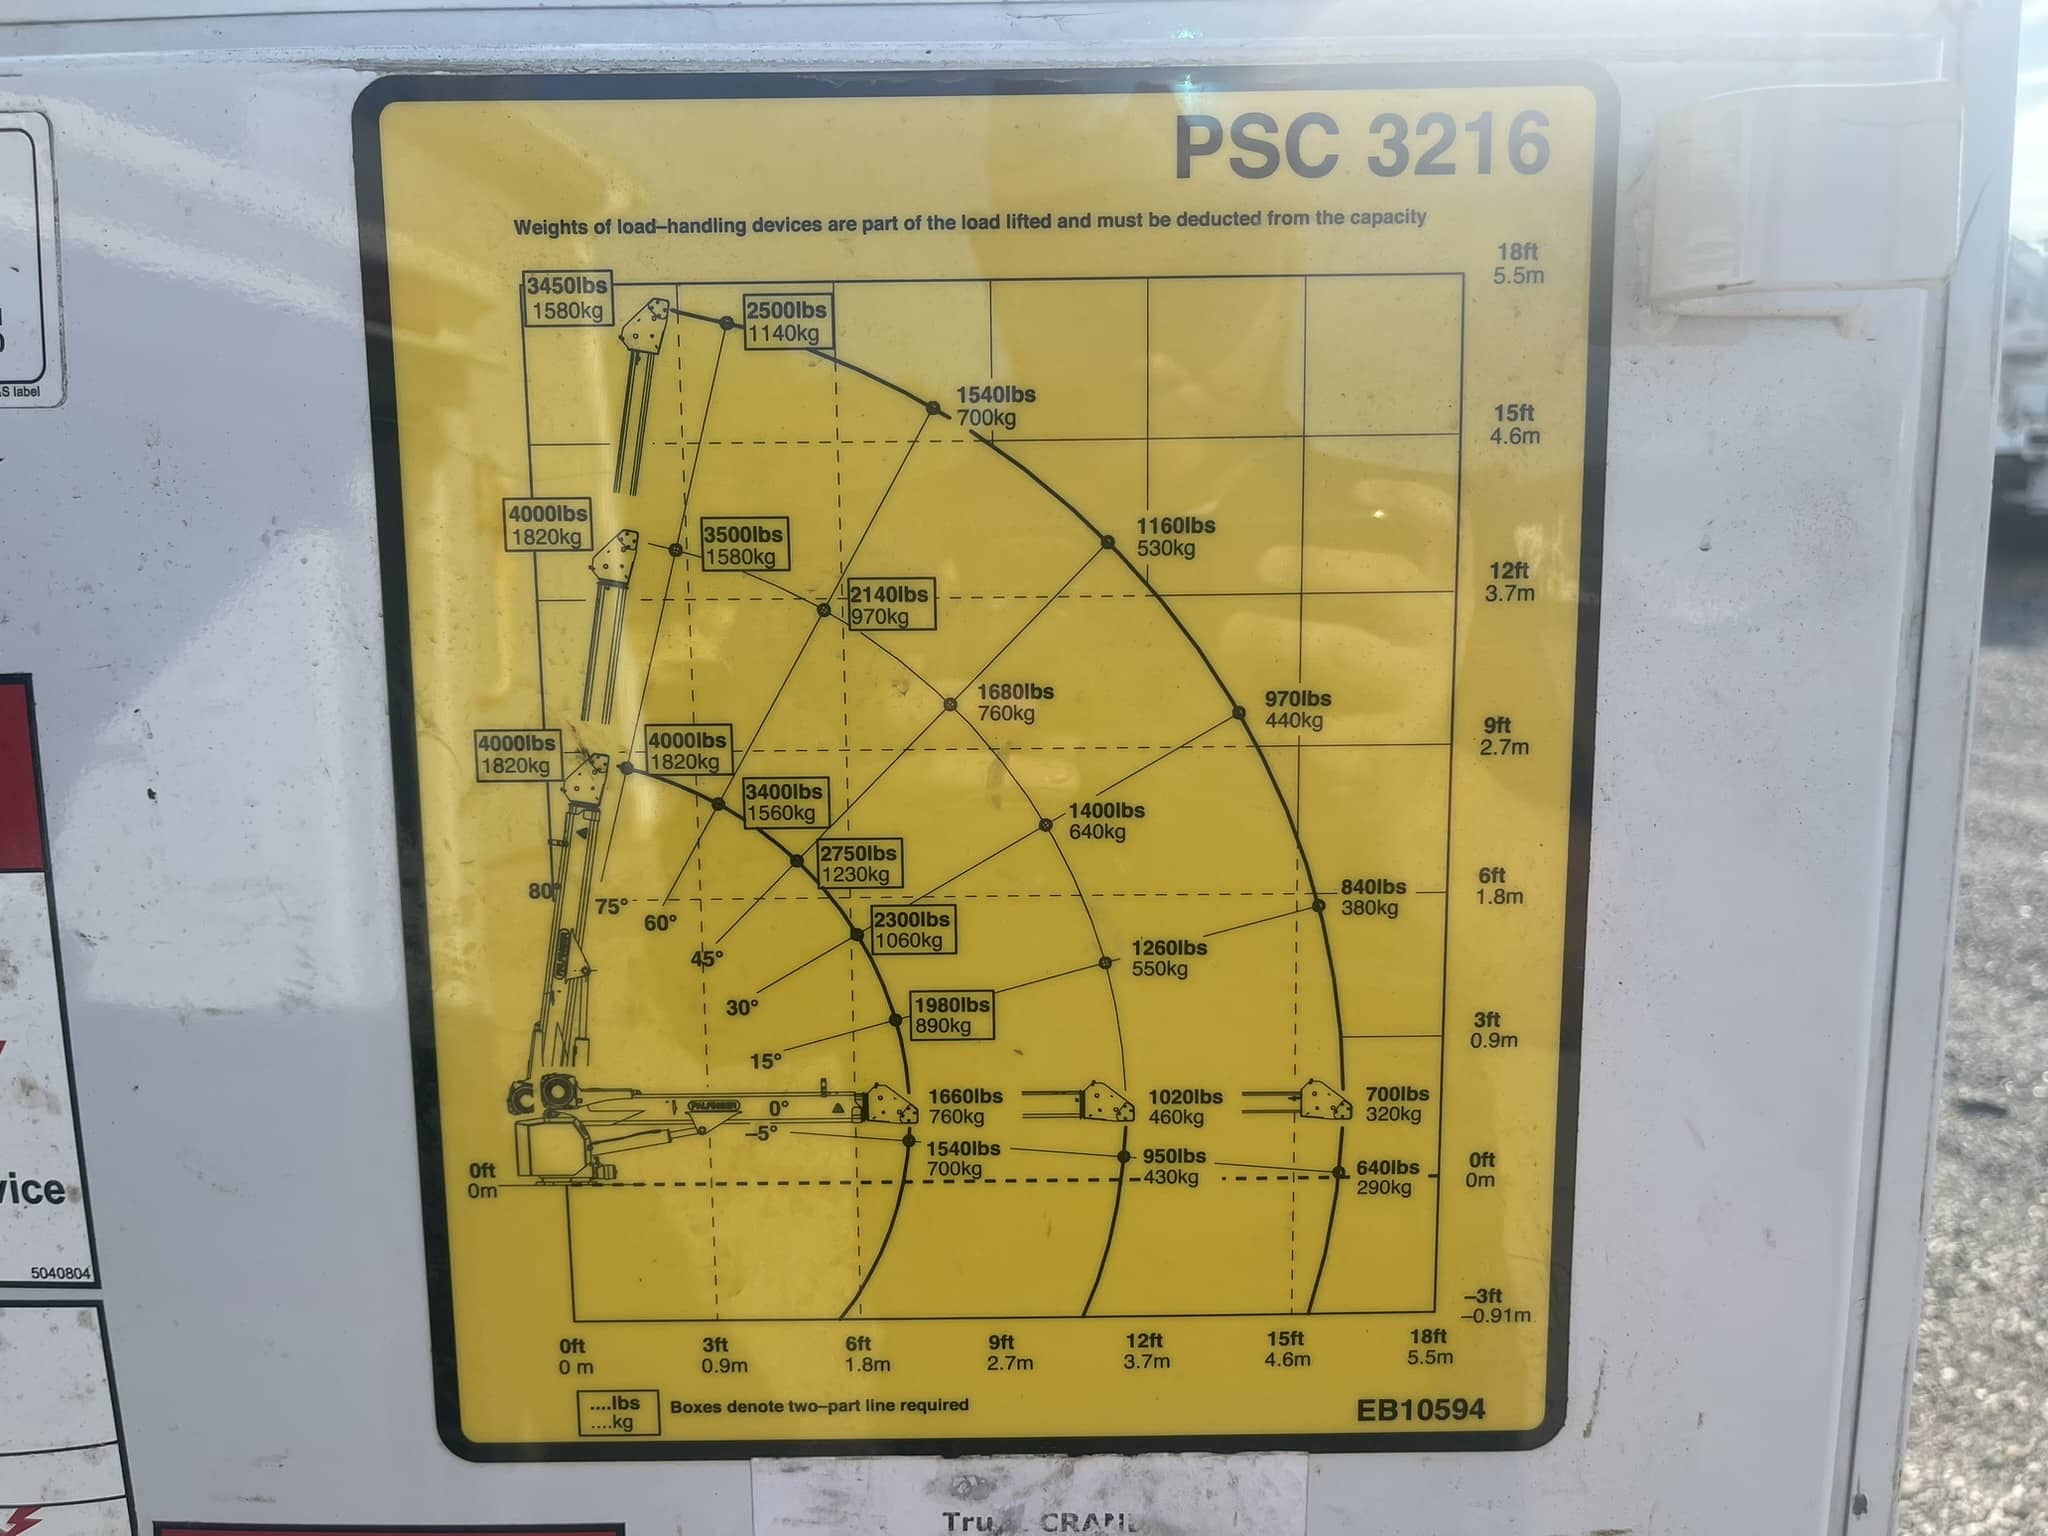 PSC 3216
Weights of load–handling devices are part of the load lifted and must be deducted from the capacity
18ft
5.5m
3450lbs
1580kg
2500lbs
1140kg
1540lbs
700kg
15ft
4.6m
4000lbs
1820kg
3500lbs
1580kg
1160lbs
530kg
12ft
3.7m
2140lbs
970kg
1680lbs
760kg
970lbs
440kg
9ft
2.7m
4000lbs
1820kg
4000lbs
1820kg
3400lbs
1560kg
1400lbs
640kg
2750lbs
1230kg
6ft
1.8m
840lbs
380kg
80°
75°
60°
45°
30°
15°
2300lbs
1060kg
1260lbs
550kg
1980lbs
890kg
3ft
0.9m
PALFINGER
PALFINGER
0°
–5°
1660lbs
760kg
1020lbs
460kg
700lbs
320kg
1540lbs
700kg
950lbs
430kg
640lbs
290kg
0ft
0m
0ft
0m
–3ft
–0.91m
0ft
0 m
3ft
0.9m
6ft
1.8m
9ft
2.7m
12ft
3.7m
15ft
4.6m
18ft
5.5m
....lbs
....kg
Boxes denote two–part line required
EB10594
S label
vice
5040804
CRANE